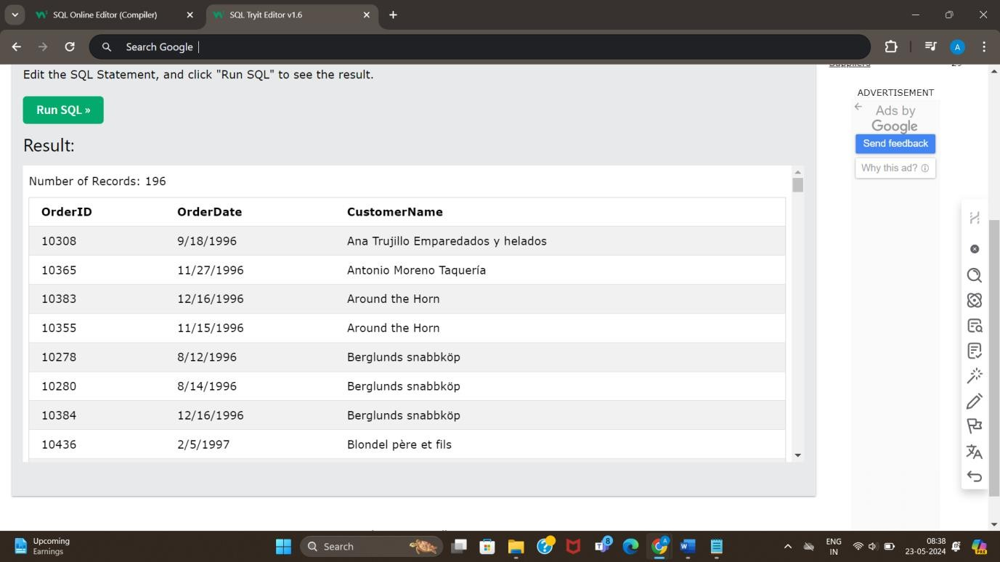 SQL Online Editor (Compiler)
SQL Tryit Editor v1.6
Search Google
A
Edit the SQL Statement, and click "Run SQL" to see the result.
Run SQL »
Result:
Number of Records: 196
OrderID OrderDate CustomerName
10308 9/18/1996 Ana Trujillo Emparedados y helados
10365 11/27/1996 Antonio Moreno Taquería
10383 12/16/1996 Around the Horn
10355 11/15/1996 Around the Horn
10278 8/12/1996 Berglunds snabbköp
10280 8/14/1996 Berglunds snabbköp
10384 12/16/1996 Berglunds snabbköp
10436 2/5/1997 Blondel père et fils
ADVERTISEMENT
Ads by
Google
Send feedback
Why this ad?
Upcoming
Earnings
Search
8
ENG
IN
08:38
23-05-2024
PRE